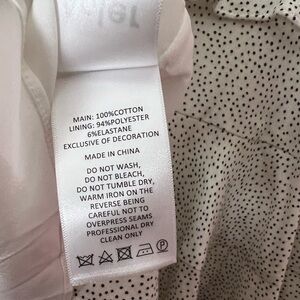 MAIN: 100%COTTON
LINING: 94%POLYESTER
6%ELASTANE
EXCLUSIVE OF DECORATION
MADE IN CHINA
DO NOT WASH,
DO NOT BLEACH,
DO NOT TUMBLE DRY,
WARM IRON ON THE
REVERSE BEING
CAREFUL NOT TO
OVERPRESS SEAMS
PROFESSIONAL DRY
CLEAN ONLY